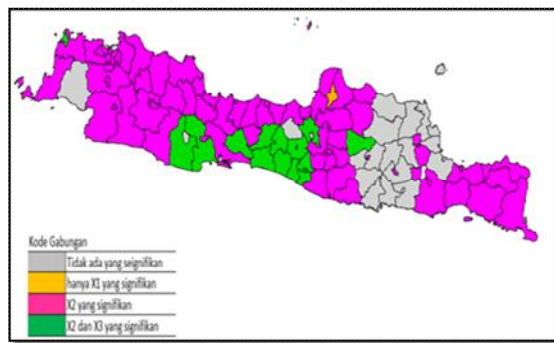 Kode Gabungan
Tidak ada yang seignifikan
hanya X1 yang signifikan
X2 yang signifikan
X2 dan X3 yang signifikan